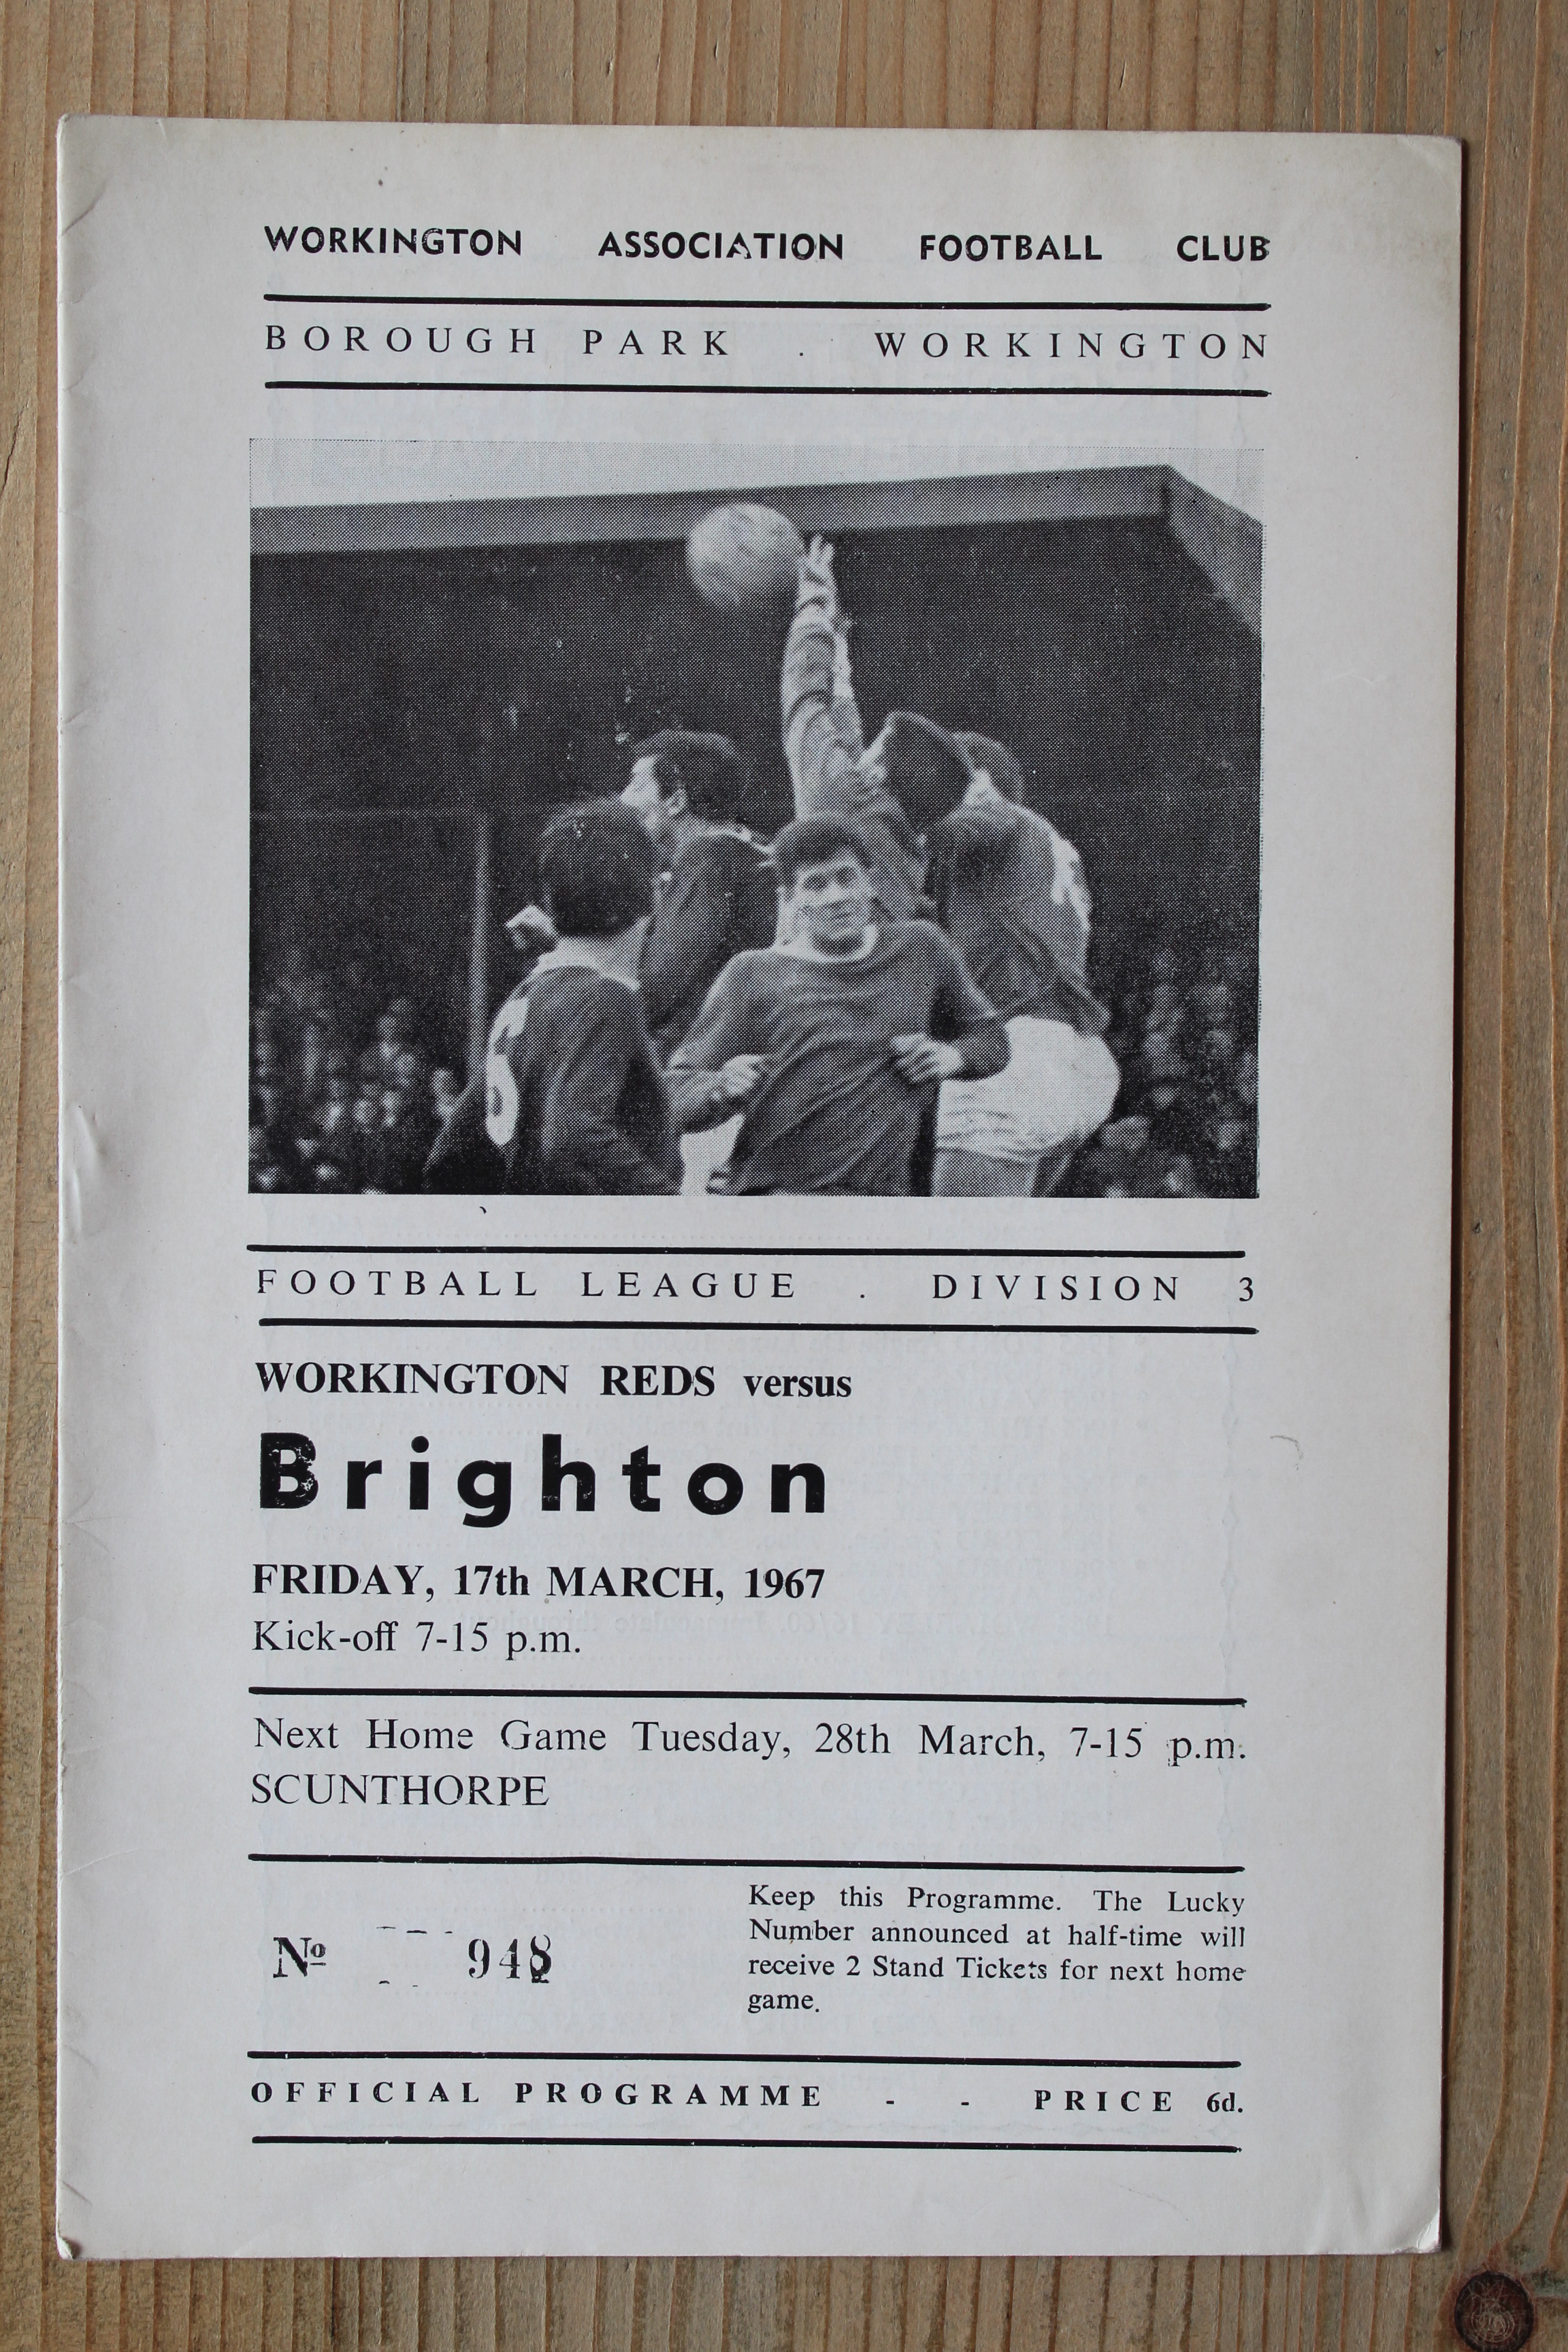 WORKINGTON ASSOCIATION FOOTBALL CLUB
BOROUGH PARK . WORKINGTON
6
FOOTBALL LEAGUE . DIVISION 3
WORKINGTON REDS versus
Brighton
FRIDAY, 17th MARCH, 1967
Kick-off 7-15 p.m.
Next Home Game Tuesday, 28th March, 7-15 p.m.
SCUNTHORPE
Nº 948
Keep this Programme. The Lucky
Number announced at half-time will
receive 2 Stand Tickets for next home
game.
OFFICIAL PROGRAMME - - PRICE 6d.